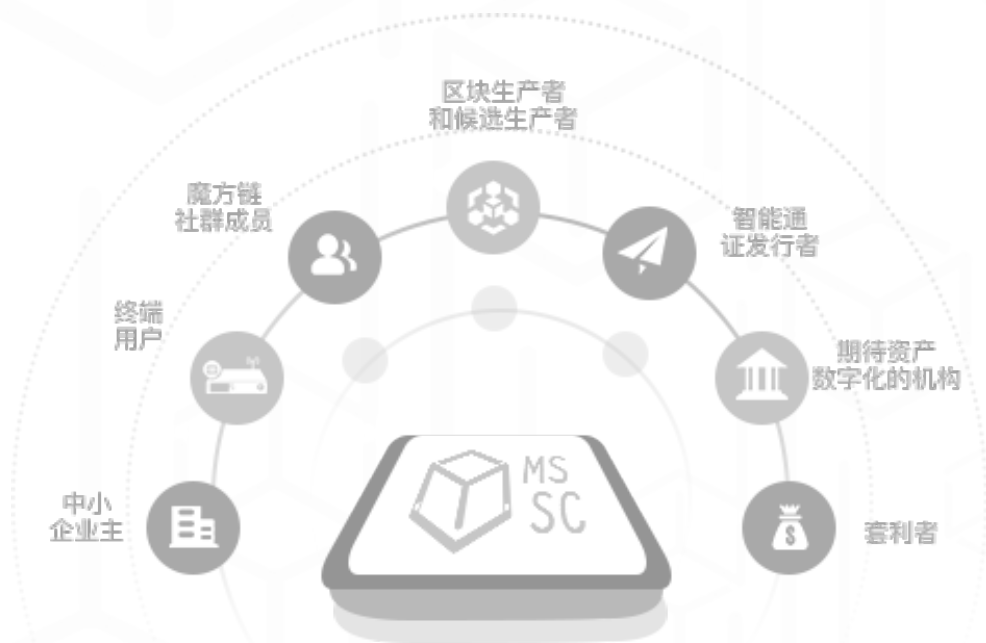 区块生产者
和候选生产者
魔方链
社群成员
智能通
证发行者
终端
用户
期待资产
数字化的机构
中小
企业主
套利者
MS
SC
$